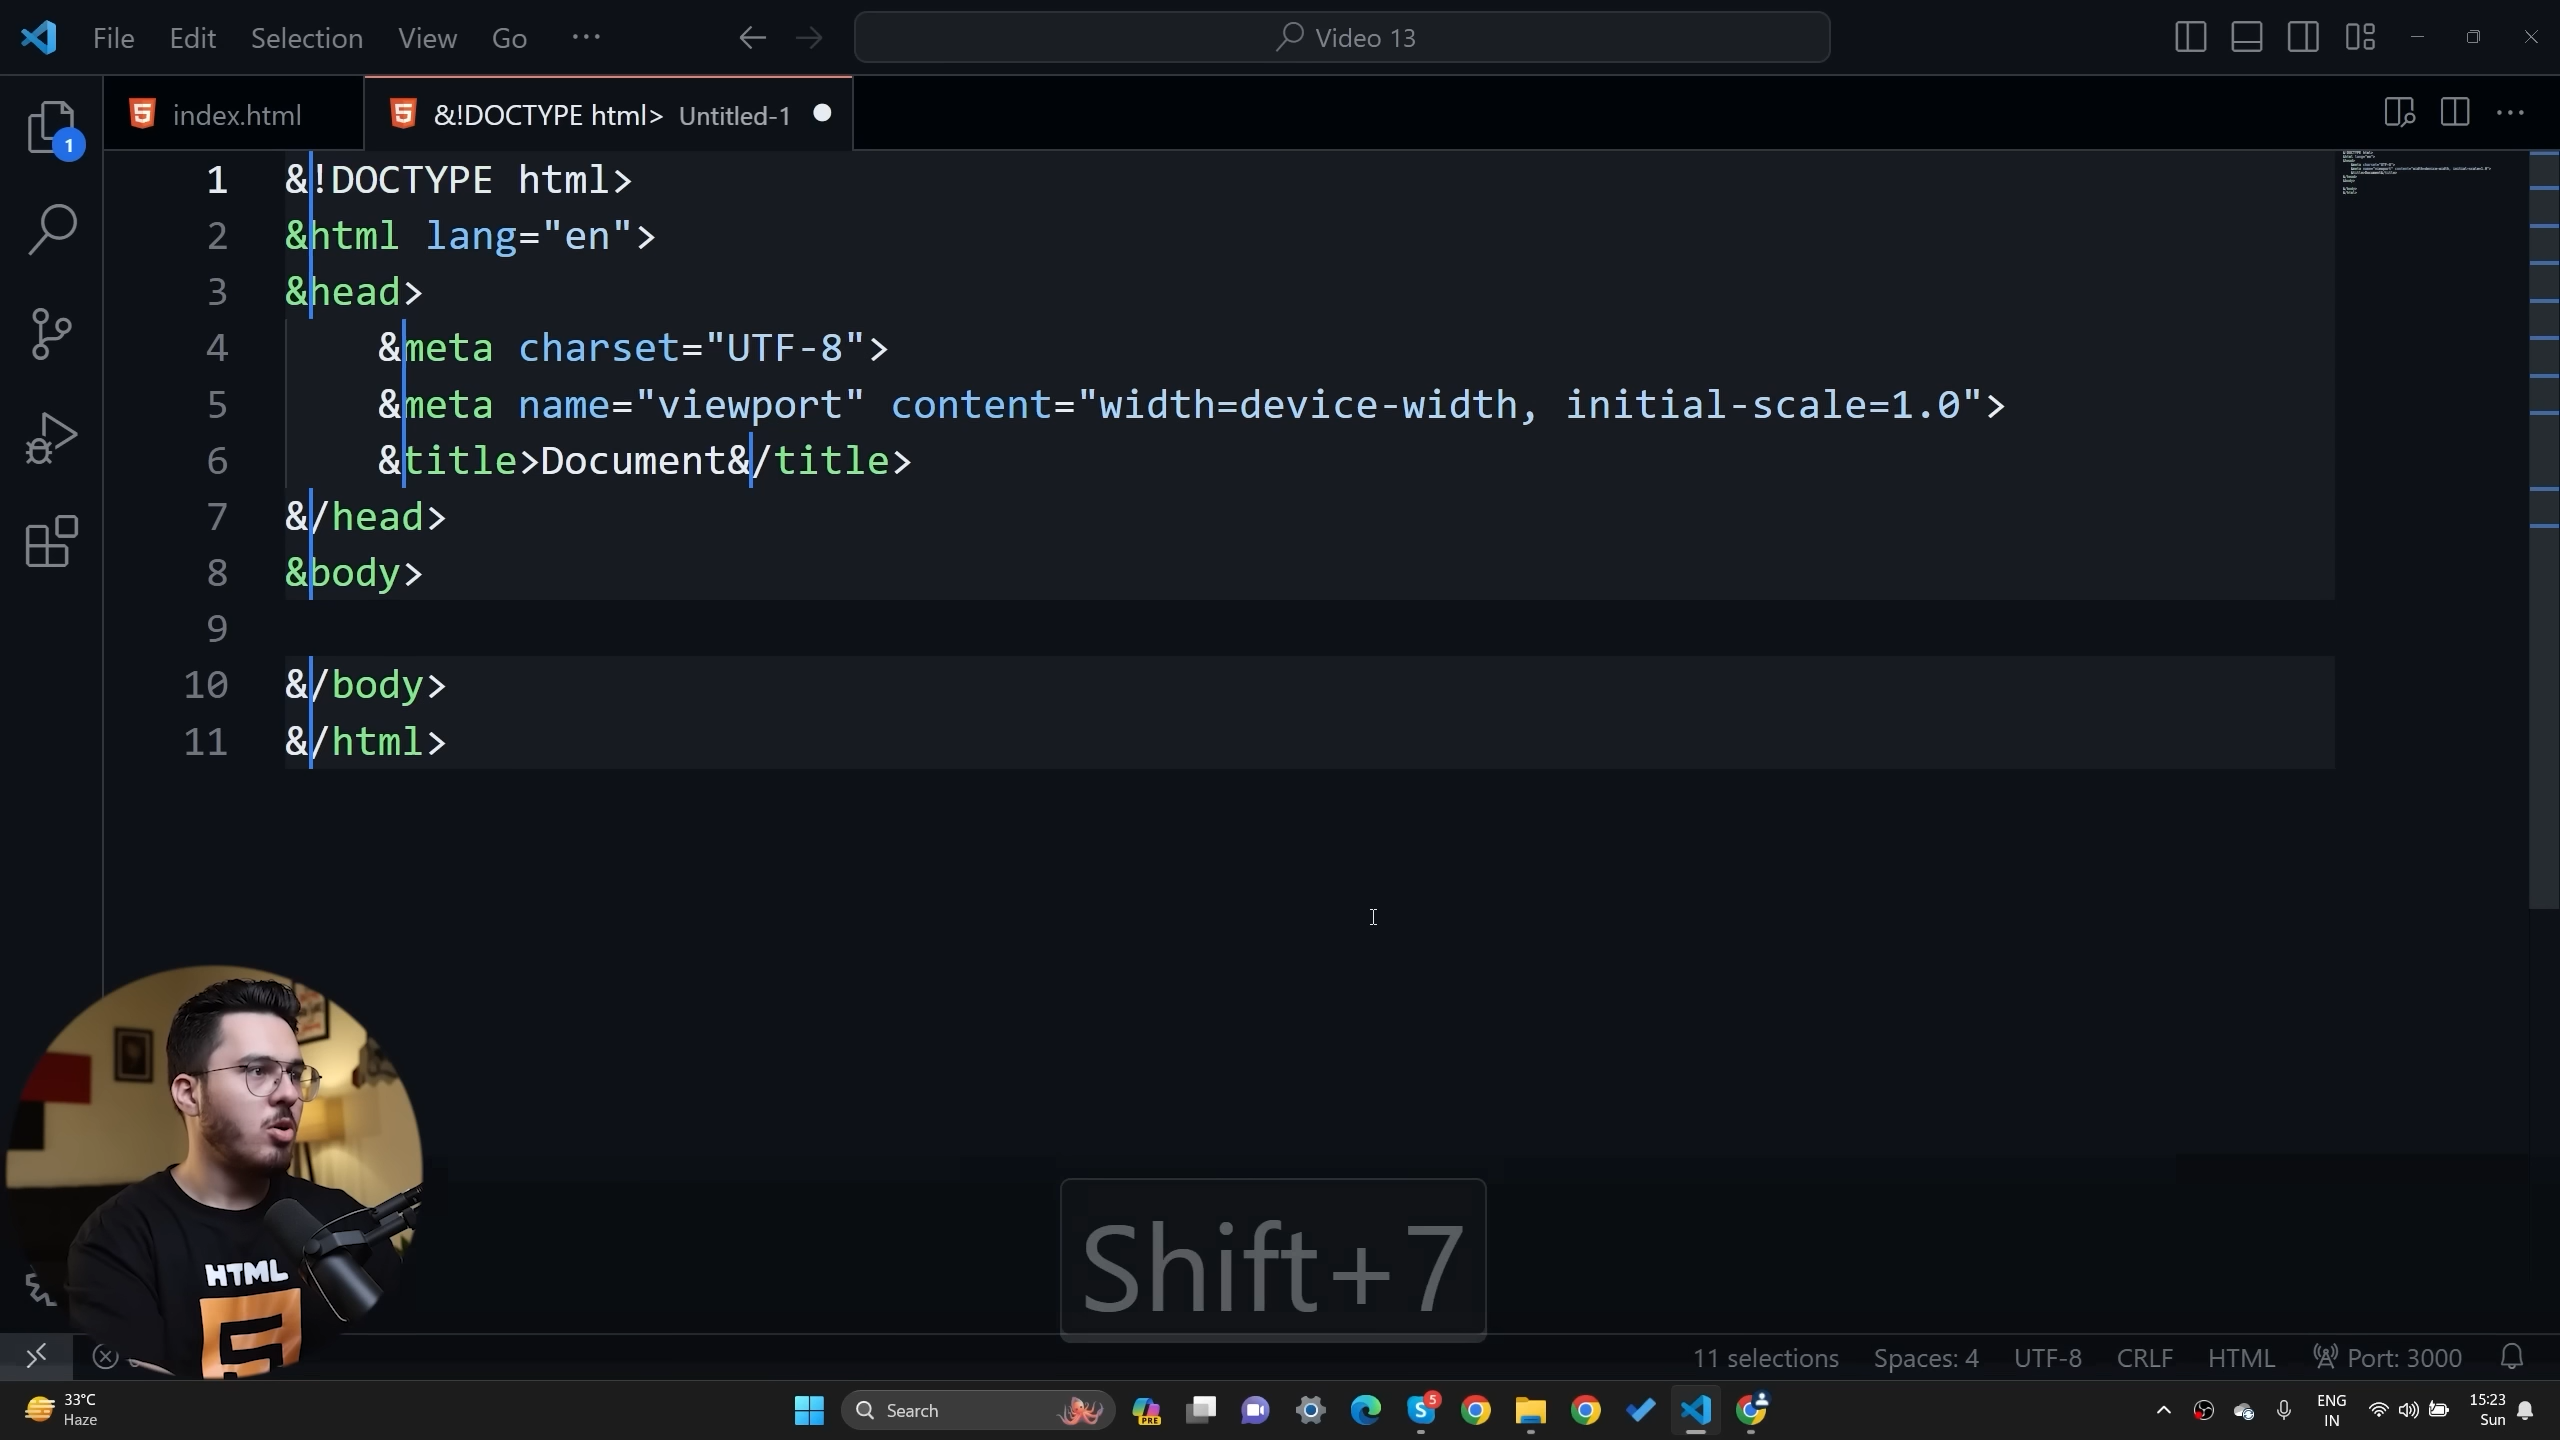 File Edit Selection View Go ··· Video 13
index.html &!DOCTYPE html> Untitled-1
1
1 &!DOCTYPE html>
2 &html lang="en">
3 &head>
4 &meta charset="UTF-8">
5 &meta name="viewport" content="width=device-width, initial-scale=1.0">
6 &title>Document&/title>
7 &/head>
8 &body>
9
10 &/body>
11 &/html>
HTML
Shift+7
11 selections Spaces: 4 UTF-8 CRLF HTML Port: 3000
33°C
Haze
Search
PRE
5
ENG
IN
15:23
Sun